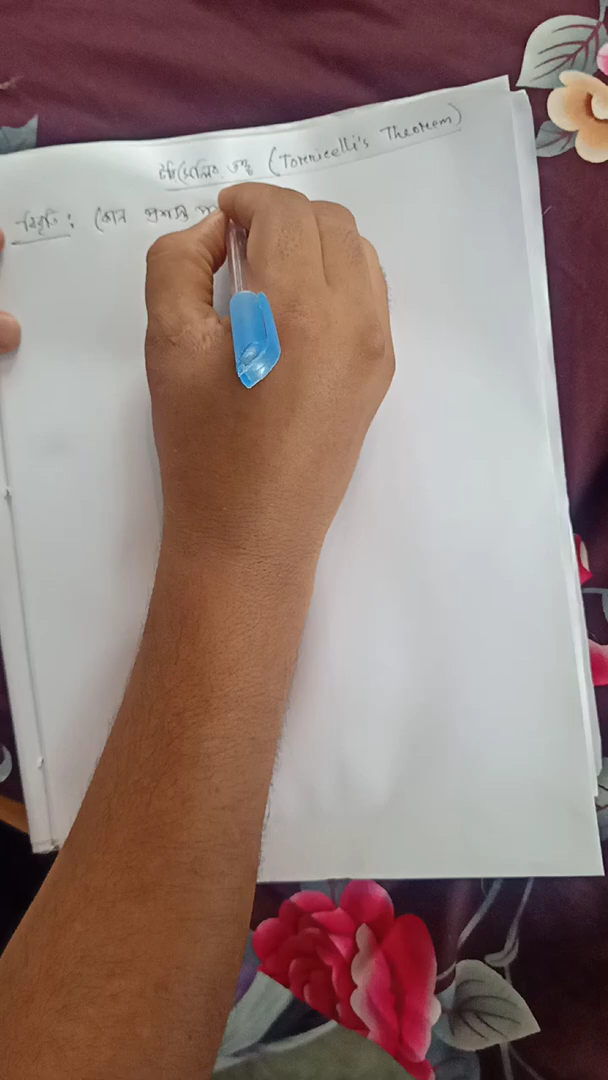 টরিসেলির তত্ত্ব (Torricelli's Theorem)
বিবৃতি : কোন প্রশস্ত